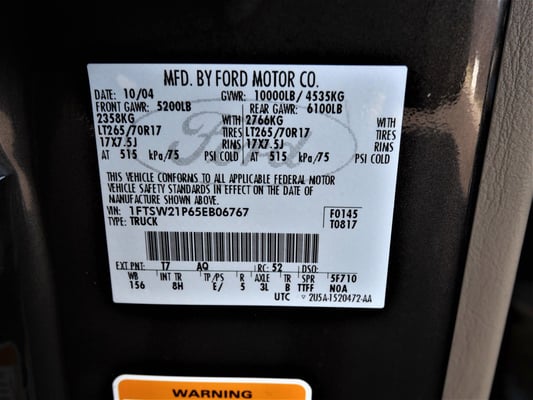 MFD. BY FORD MOTOR CO.
DATE: 10/04 GVWR: 10000LB/ 4535KG
FRONT GAWR: 5200LB REAR GAWR: 6100LB
2358KG WITH 2766KG WITH
LT265/70R17 TIRES LT265/70R17 TIRES
17X7.5J RIMS 17X7.5J RIMS
AT 515 kPa/75 PSI COLD AT 515 kPa/75 PSI COLD
Ford
THIS VEHICLE CONFORMS TO ALL APPLICABLE FEDERAL MOTOR
VEHICLE SAFETY STANDARDS IN EFFECT ON THE DATE OF
MANUFACTURE SHOWN ABOVE.
VIN: 1FTSW21P65EB06767 F0145
TYPE: TRUCK T0817
EXT PNT: T7 AQ RC: 52 DSO:
WB INT TR TP/PS R AXLE TR SPR 5F710
156 8H E/ 5 3L B TTFF NOA
UTC ▽ 2U5A-1520472-AA
WARNING